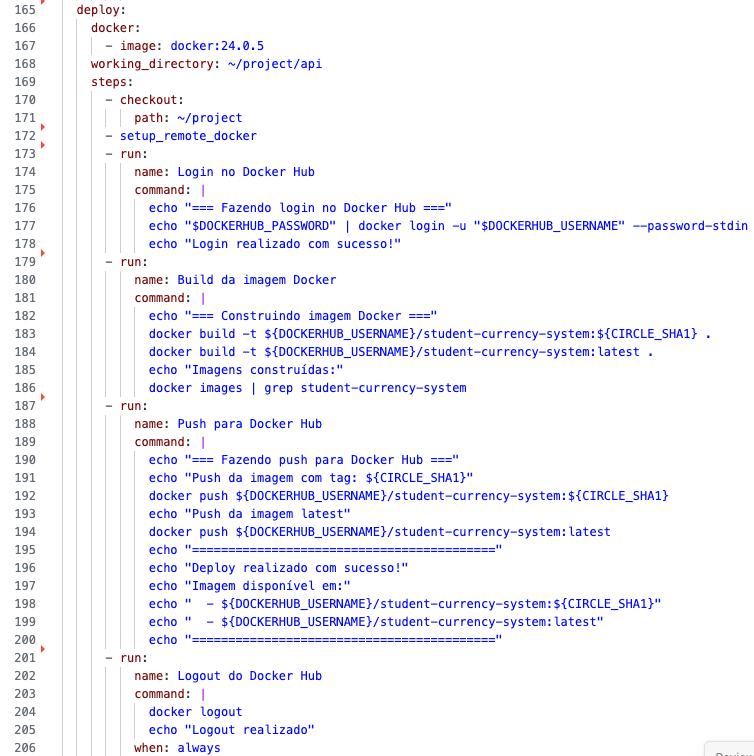 165 deploy:
166 docker:
167 - image: docker:24.0.5
168 working_directory: ~/project/api
169 steps:
170 - checkout:
171 path: ~/project
172 - setup_remote_docker
173 - run:
174 name: Login no Docker Hub
175 command: |
176 echo "=== Fazendo login no Docker Hub ==="
177 echo "$DOCKERHUB_PASSWORD" | docker login -u "$DOCKERHUB_USERNAME" --password-stdin
178 echo "Login realizado com sucesso!"
179 - run:
180 name: Build da imagem Docker
181 command: |
182 echo "=== Construindo imagem Docker ==="
183 docker build -t ${DOCKERHUB_USERNAME}/student-currency-system:${CIRCLE_SHA1} .
184 docker build -t ${DOCKERHUB_USERNAME}/student-currency-system:latest .
185 echo "Imagens construídas:"
186 docker images | grep student-currency-system
187 - run:
188 name: Push para Docker Hub
189 command: |
190 echo "=== Fazendo push para Docker Hub ==="
191 echo "Push da imagem com tag: ${CIRCLE_SHA1}"
192 docker push ${DOCKERHUB_USERNAME}/student-currency-system:${CIRCLE_SHA1}
193 echo "Push da imagem latest"
194 docker push ${DOCKERHUB_USERNAME}/student-currency-system:latest
195 echo "=========================================="
196 echo "Deploy realizado com sucesso!"
197 echo "Imagem disponível em:"
198 echo "  - ${DOCKERHUB_USERNAME}/student-currency-system:${CIRCLE_SHA1}"
199 echo "  - ${DOCKERHUB_USERNAME}/student-currency-system:latest"
200 echo "=========================================="
201 - run:
202 name: Logout do Docker Hub
203 command: |
204 docker logout
205 echo "Logout realizado"
206 when: always